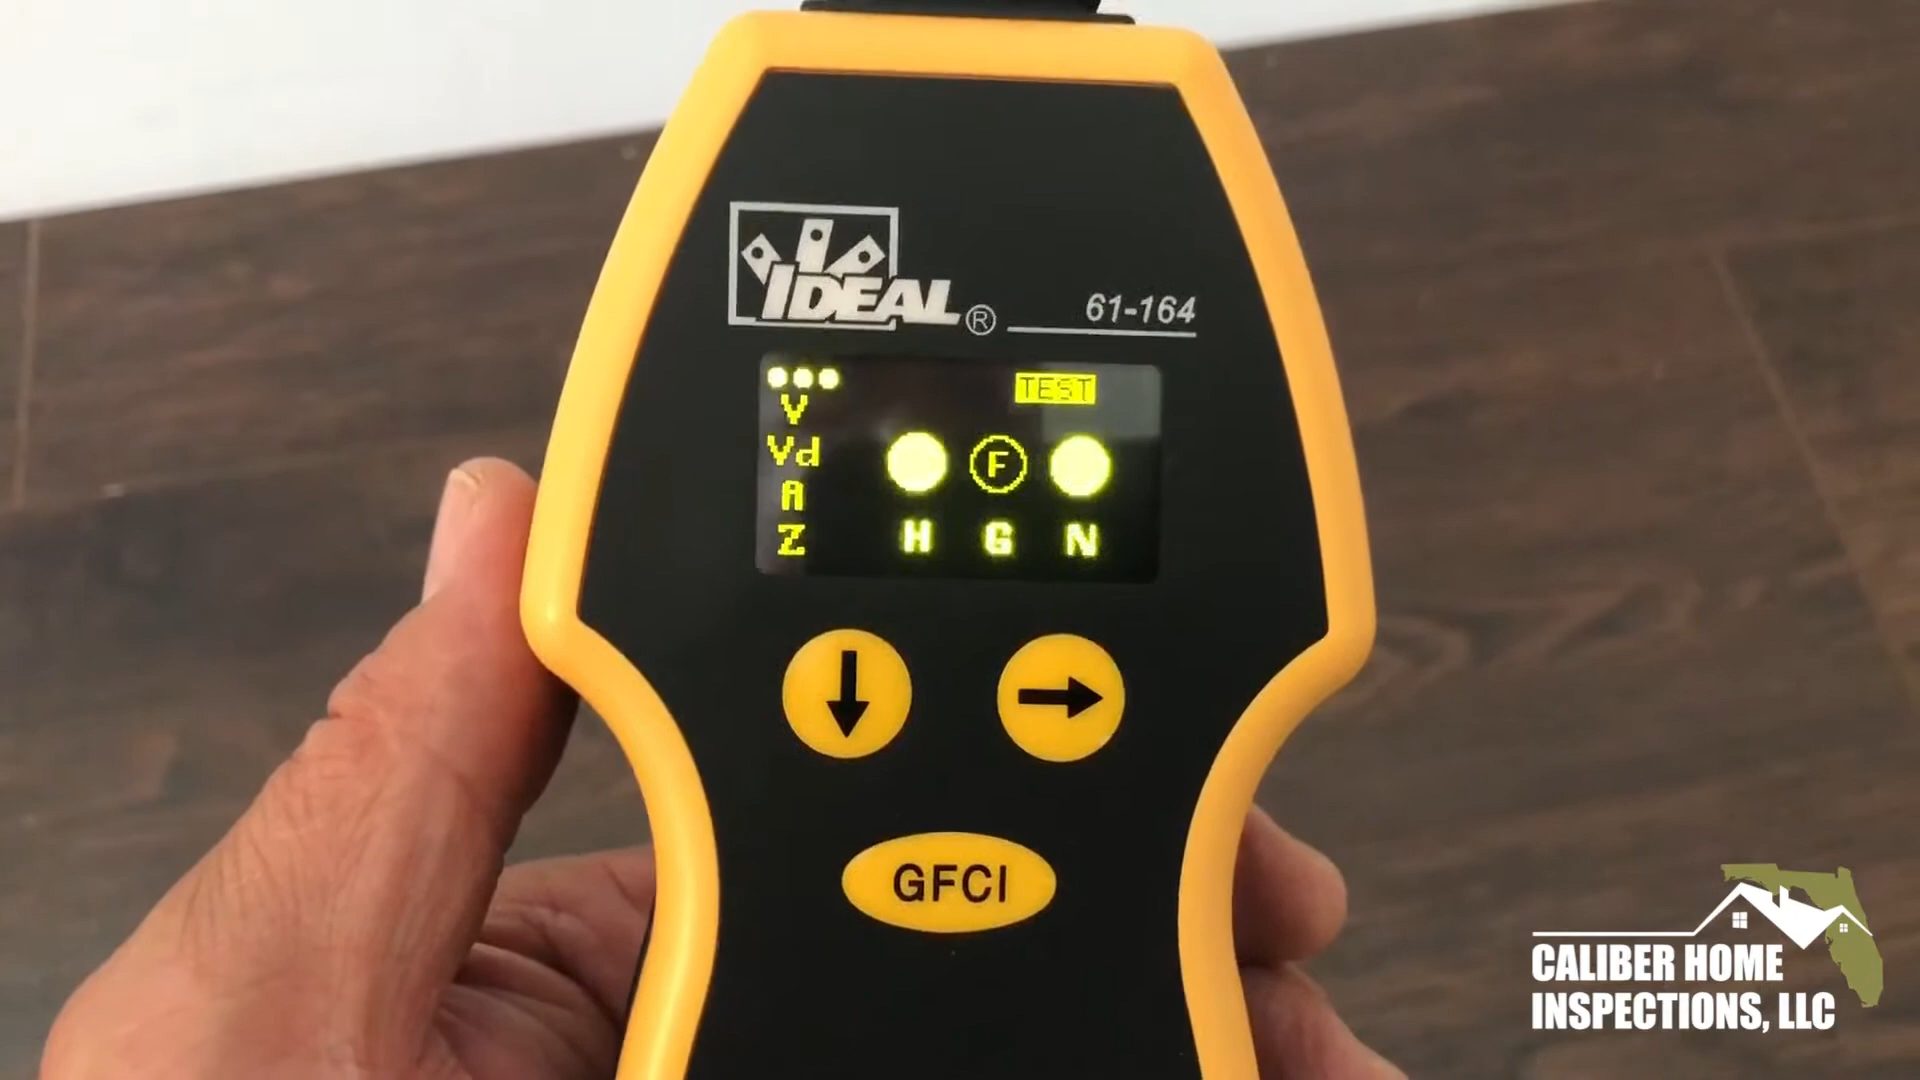 IDEAL®
61-164
TEST
V
Vd
F
A
Z
H G N
GFCI
CALIBER HOME
INSPECTIONS, LLC